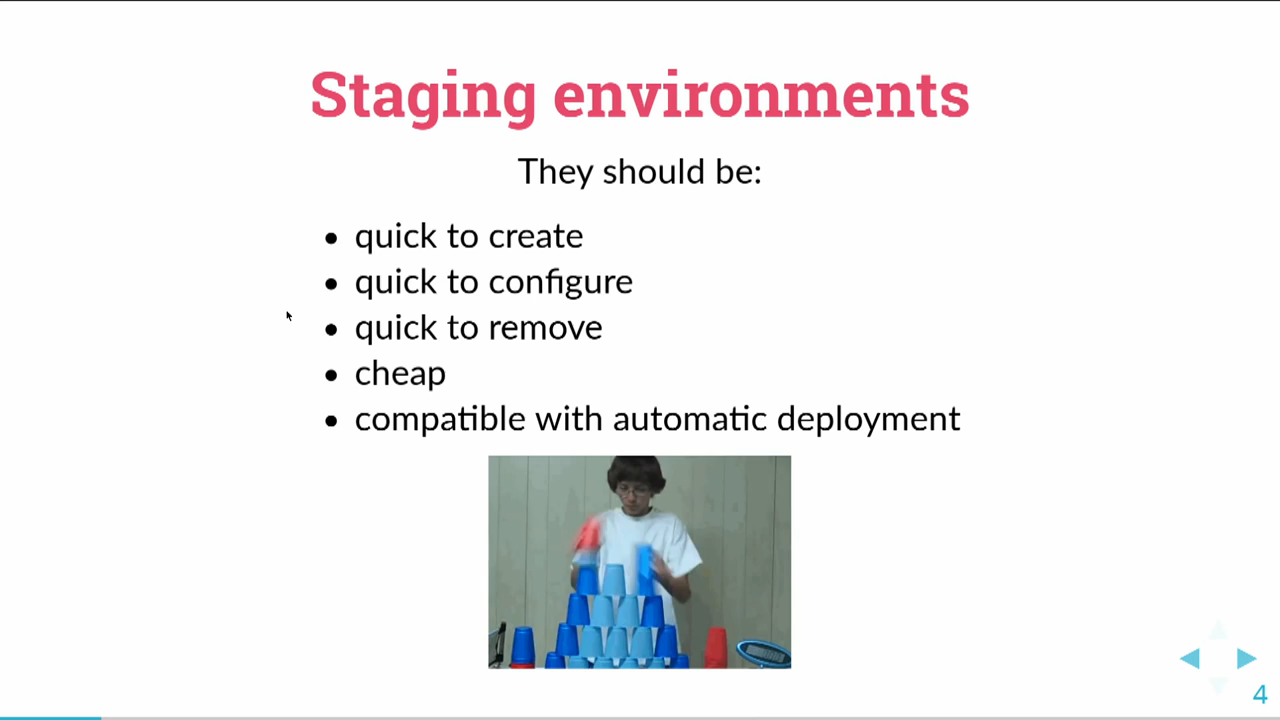 Staging environments
They should be:
• quick to create
• quick to configure
• quick to remove
• cheap
• compatible with automatic deployment
4